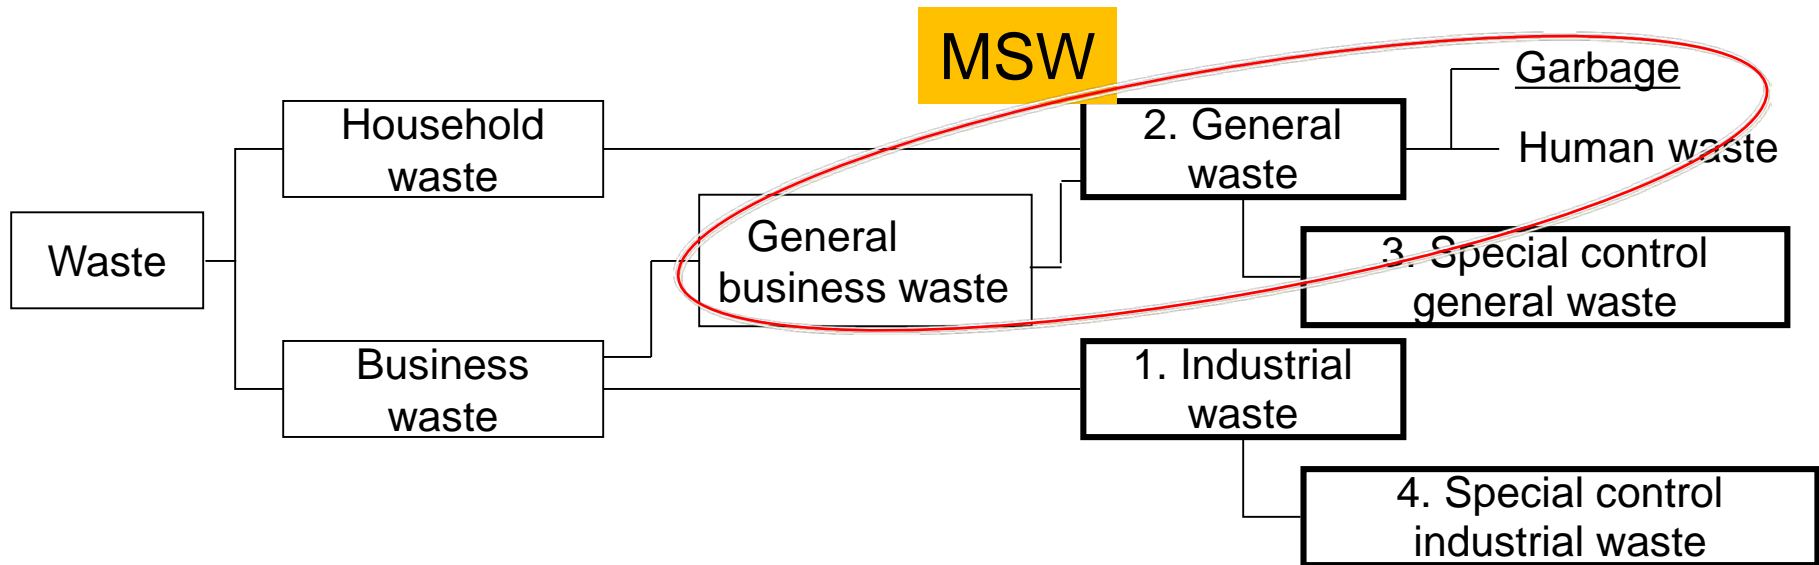 MSW
Garbage
Human waste
Household
waste
2. General
waste
General
business waste
Waste
3. Special control
general waste
Business
waste
1. Industrial
waste
4. Special control
industrial waste